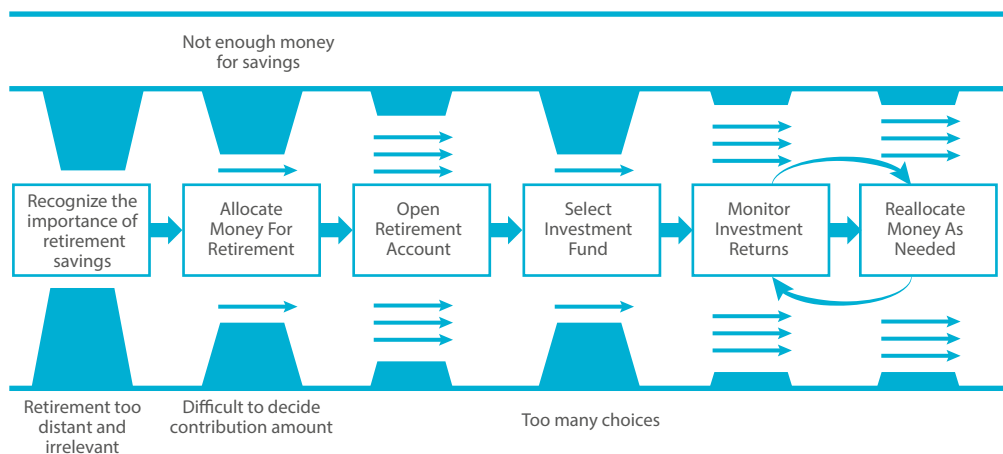 Not enough money
for savings
Recognize the
importance of
retirement
savings
Allocate
Money For
Retirement
Open
Retirement
Account
Select
Investment
Fund
Monitor
Investment
Returns
Reallocate
Money As
Needed
Retirement too
distant and
irrelevant
Difficult to decide
contribution amount
Too many choices